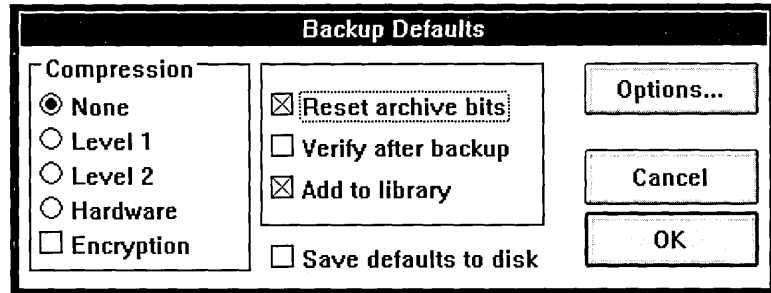 Backup Defaults
Compression
None
Level 1
Level 2
Hardware
Encryption
Reset archive bits
Verify after backup
Add to library
Save defaults to disk
Options...
Cancel
OK